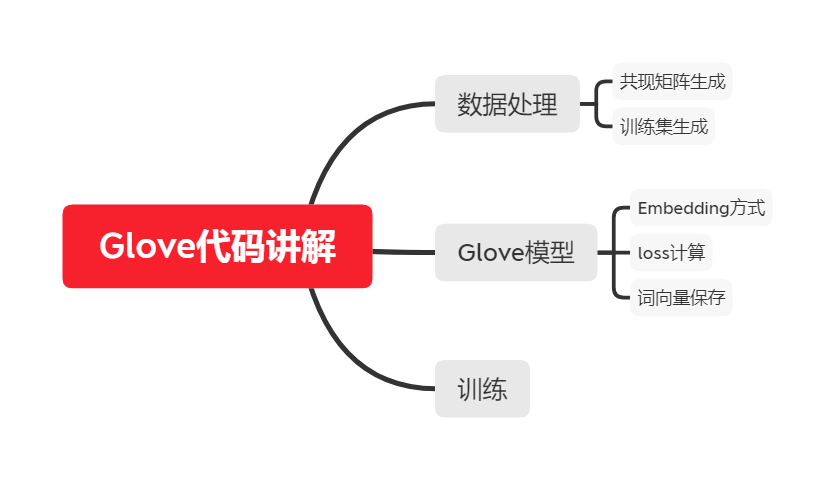 Glove代码讲解
数据处理
共现矩阵生成
训练集生成
Glove模型
Embedding方式
loss计算
词向量保存
训练